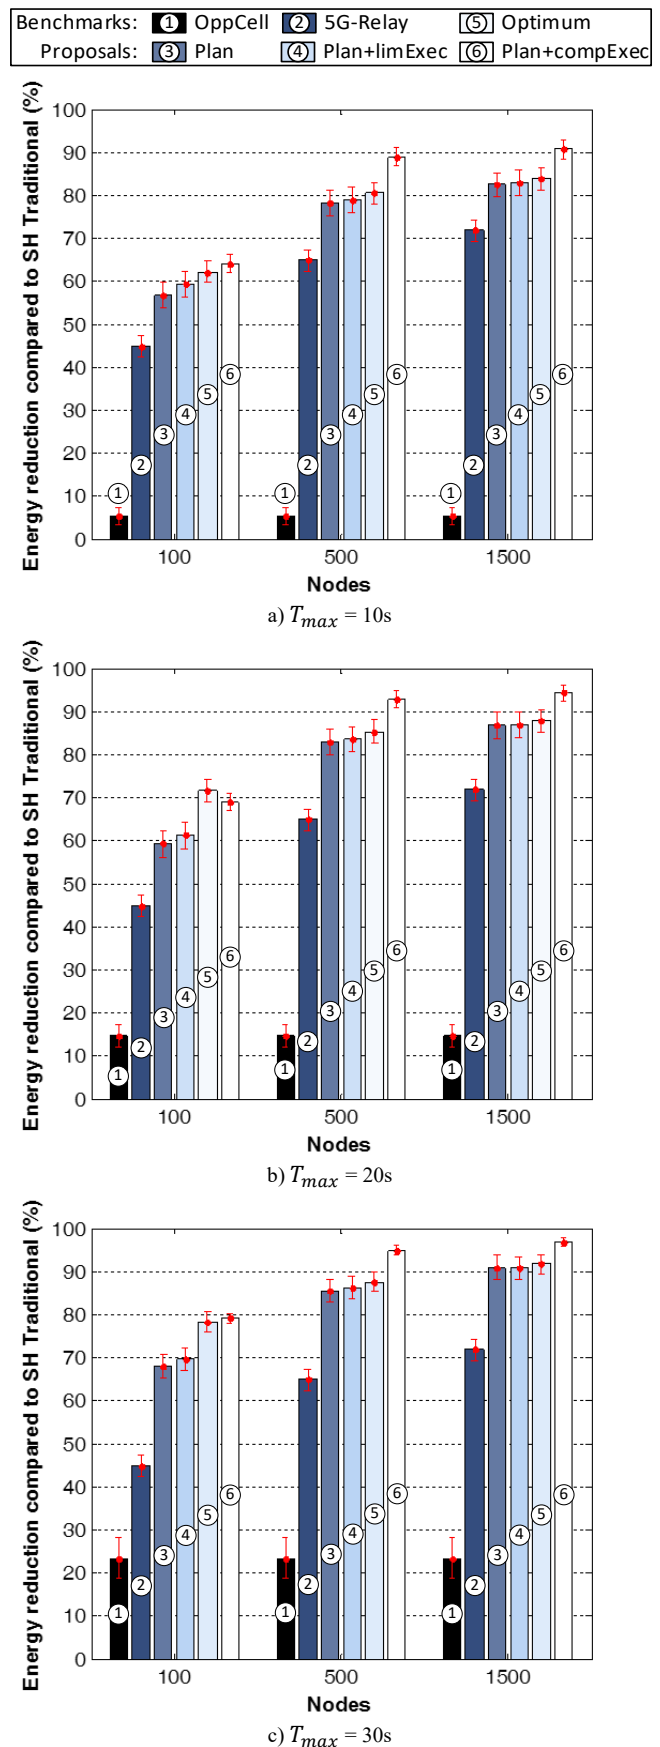 Benchmarks: ① OppCell ② 5G-Relay ⑤ Optimum
Proposals: ③ Plan ④ Plan+limExec ⑥ Plan+compExec
Energy reduction compared to SH Traditional (%)
100
90
80
70
60
50
40
30
20
10
0
① ② ③ ④ ⑤ ⑥
① ② ③ ④ ⑤ ⑥
① ② ③ ④ ⑤ ⑥
100 500 1500
Nodes
a) T_max = 10s
Energy reduction compared to SH Traditional (%)
100
90
80
70
60
50
40
30
20
10
0
① ② ③ ④ ⑤ ⑥
① ② ③ ④ ⑤ ⑥
① ② ③ ④ ⑤ ⑥
100 500 1500
Nodes
b) T_max = 20s
Energy reduction compared to SH Traditional (%)
100
90
80
70
60
50
40
30
20
10
0
① ② ③ ④ ⑤ ⑥
① ② ③ ④ ⑤ ⑥
① ② ③ ④ ⑤ ⑥
100 500 1500
Nodes
c) T_max = 30s